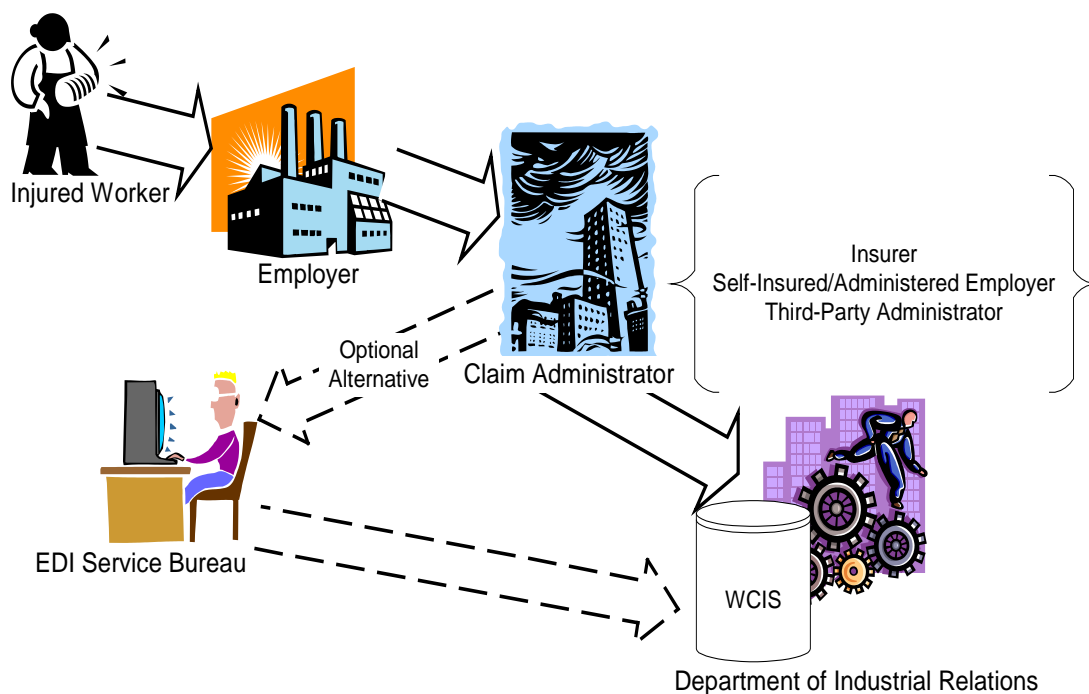 Injured Worker
Employer
Insurer
Self-Insured/Administered Employer
Third-Party Administrator
Optional
Alternative
Claim Administrator
EDI Service Bureau
WCIS
Department of Industrial Relations